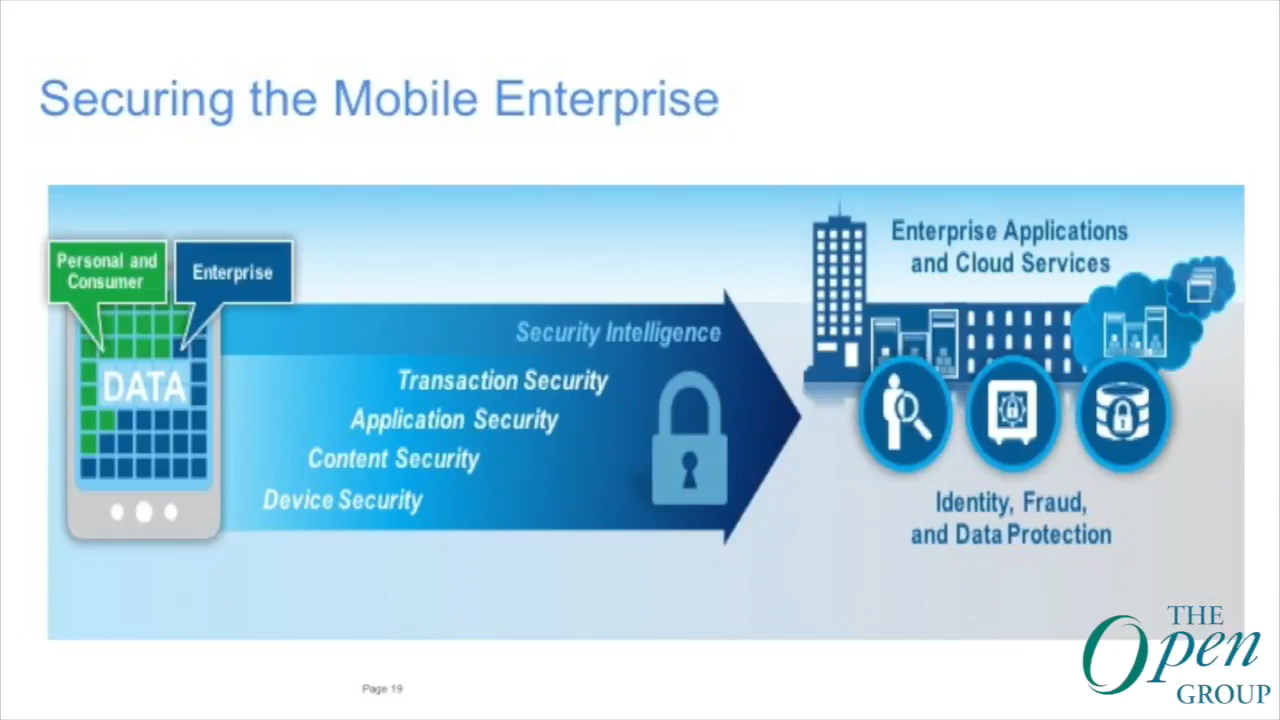 Securing the Mobile Enterprise
Personal and
Consumer
Enterprise
DATA
Security Intelligence
Transaction Security
Application Security
Content Security
Device Security
Enterprise Applications
and Cloud Services
Identity, Fraud,
and Data Protection
Page 19
THE
Open
GROUP